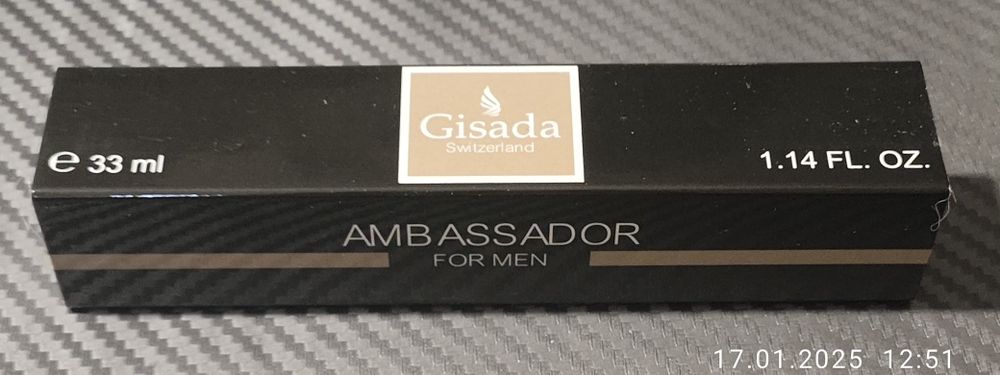 Gisada
Switzerland
℮ 33 ml
1.14 FL. OZ.
AMBASSADOR
FOR MEN
17.01.2025 12:51